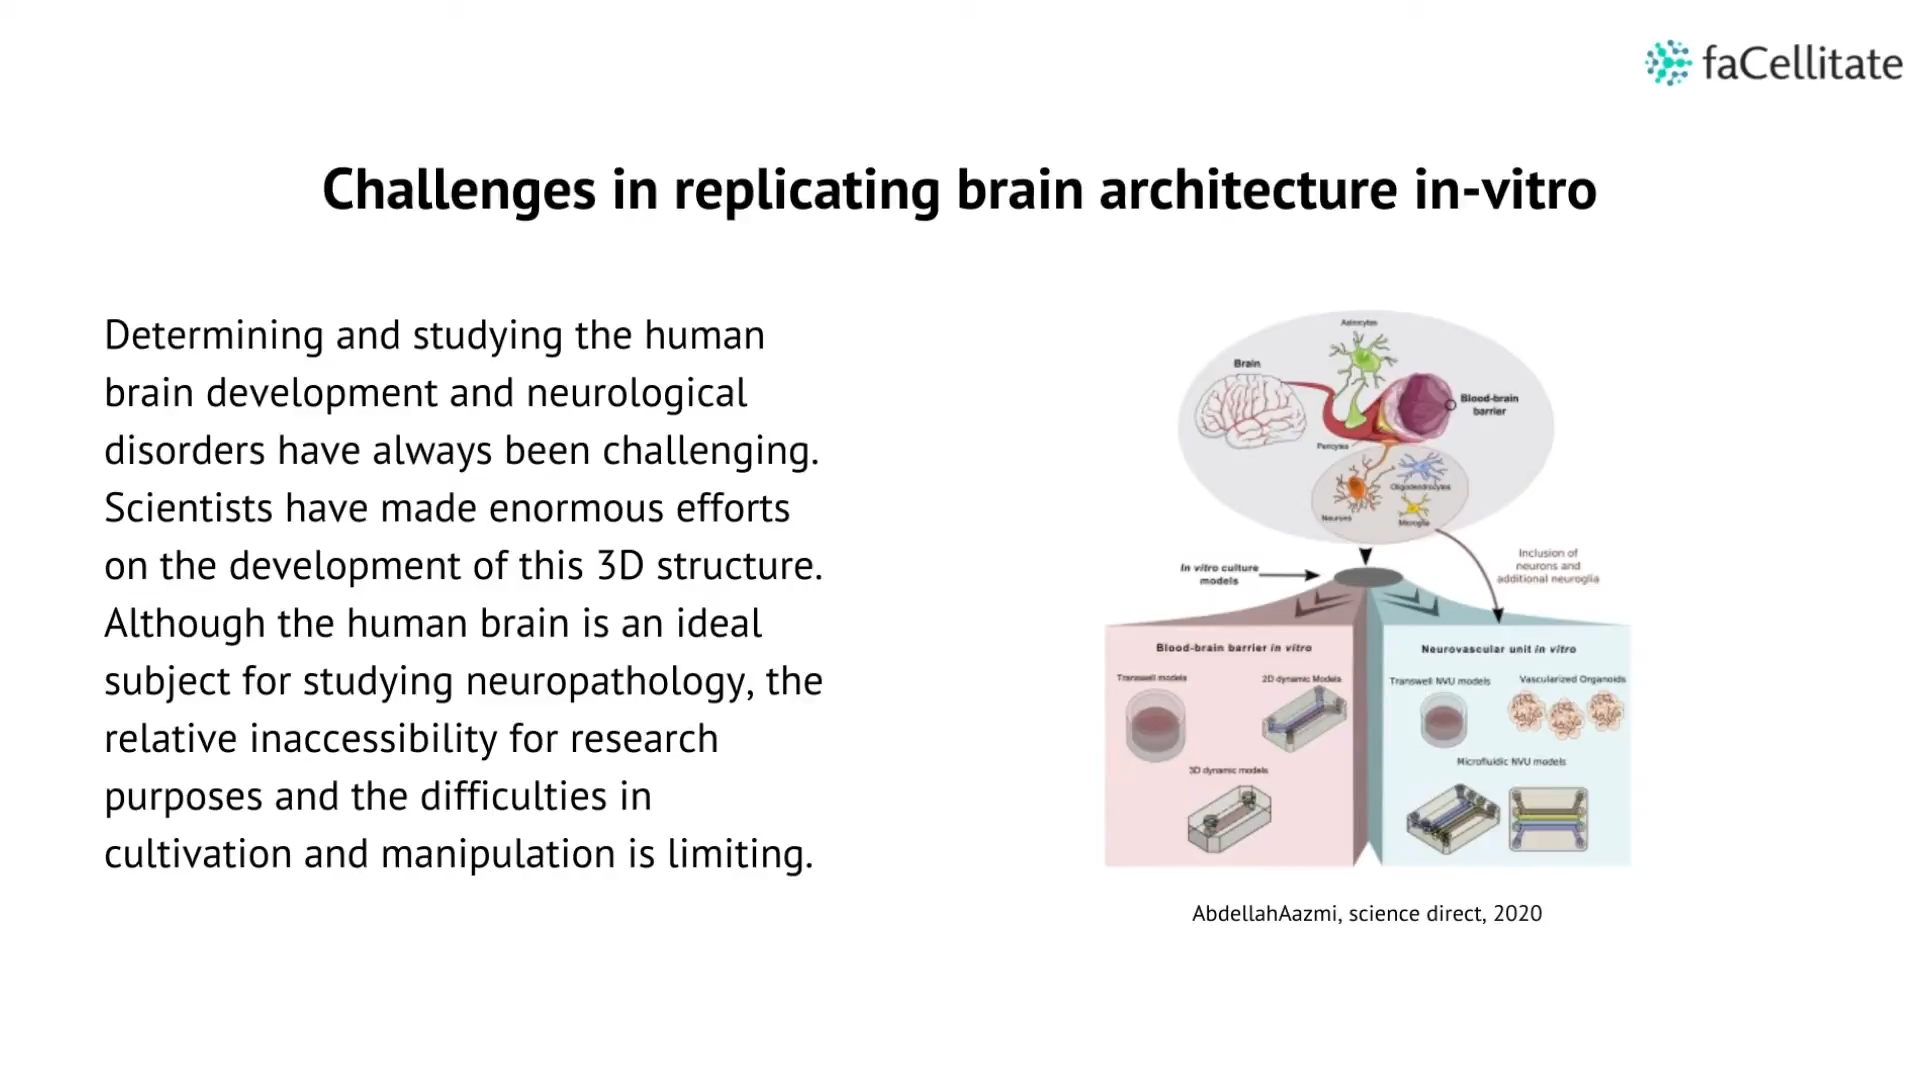 faCellitate
Challenges in replicating brain architecture in-vitro
Determining and studying the human
brain development and neurological
disorders have always been challenging.
Scientists have made enormous efforts
on the development of this 3D structure.
Although the human brain is an ideal
subject for studying neuropathology, the
relative inaccessibility for research
purposes and the difficulties in
cultivation and manipulation is limiting.
Astrocytes
Brain
Blood-brain
barrier
Pericytes
Oligodendrocytes
Neurons
Microglia
In vitro culture
models
Inclusion of
neurons and
additional neuroglia
Blood-brain barrier in vitro
Transwell models
2D dynamic Models
3D dynamic models
Neurovascular unit in vitro
Transwell NVU models
Vascularized Organoids
Microfluidic NVU models
AbdellahAazmi, science direct, 2020